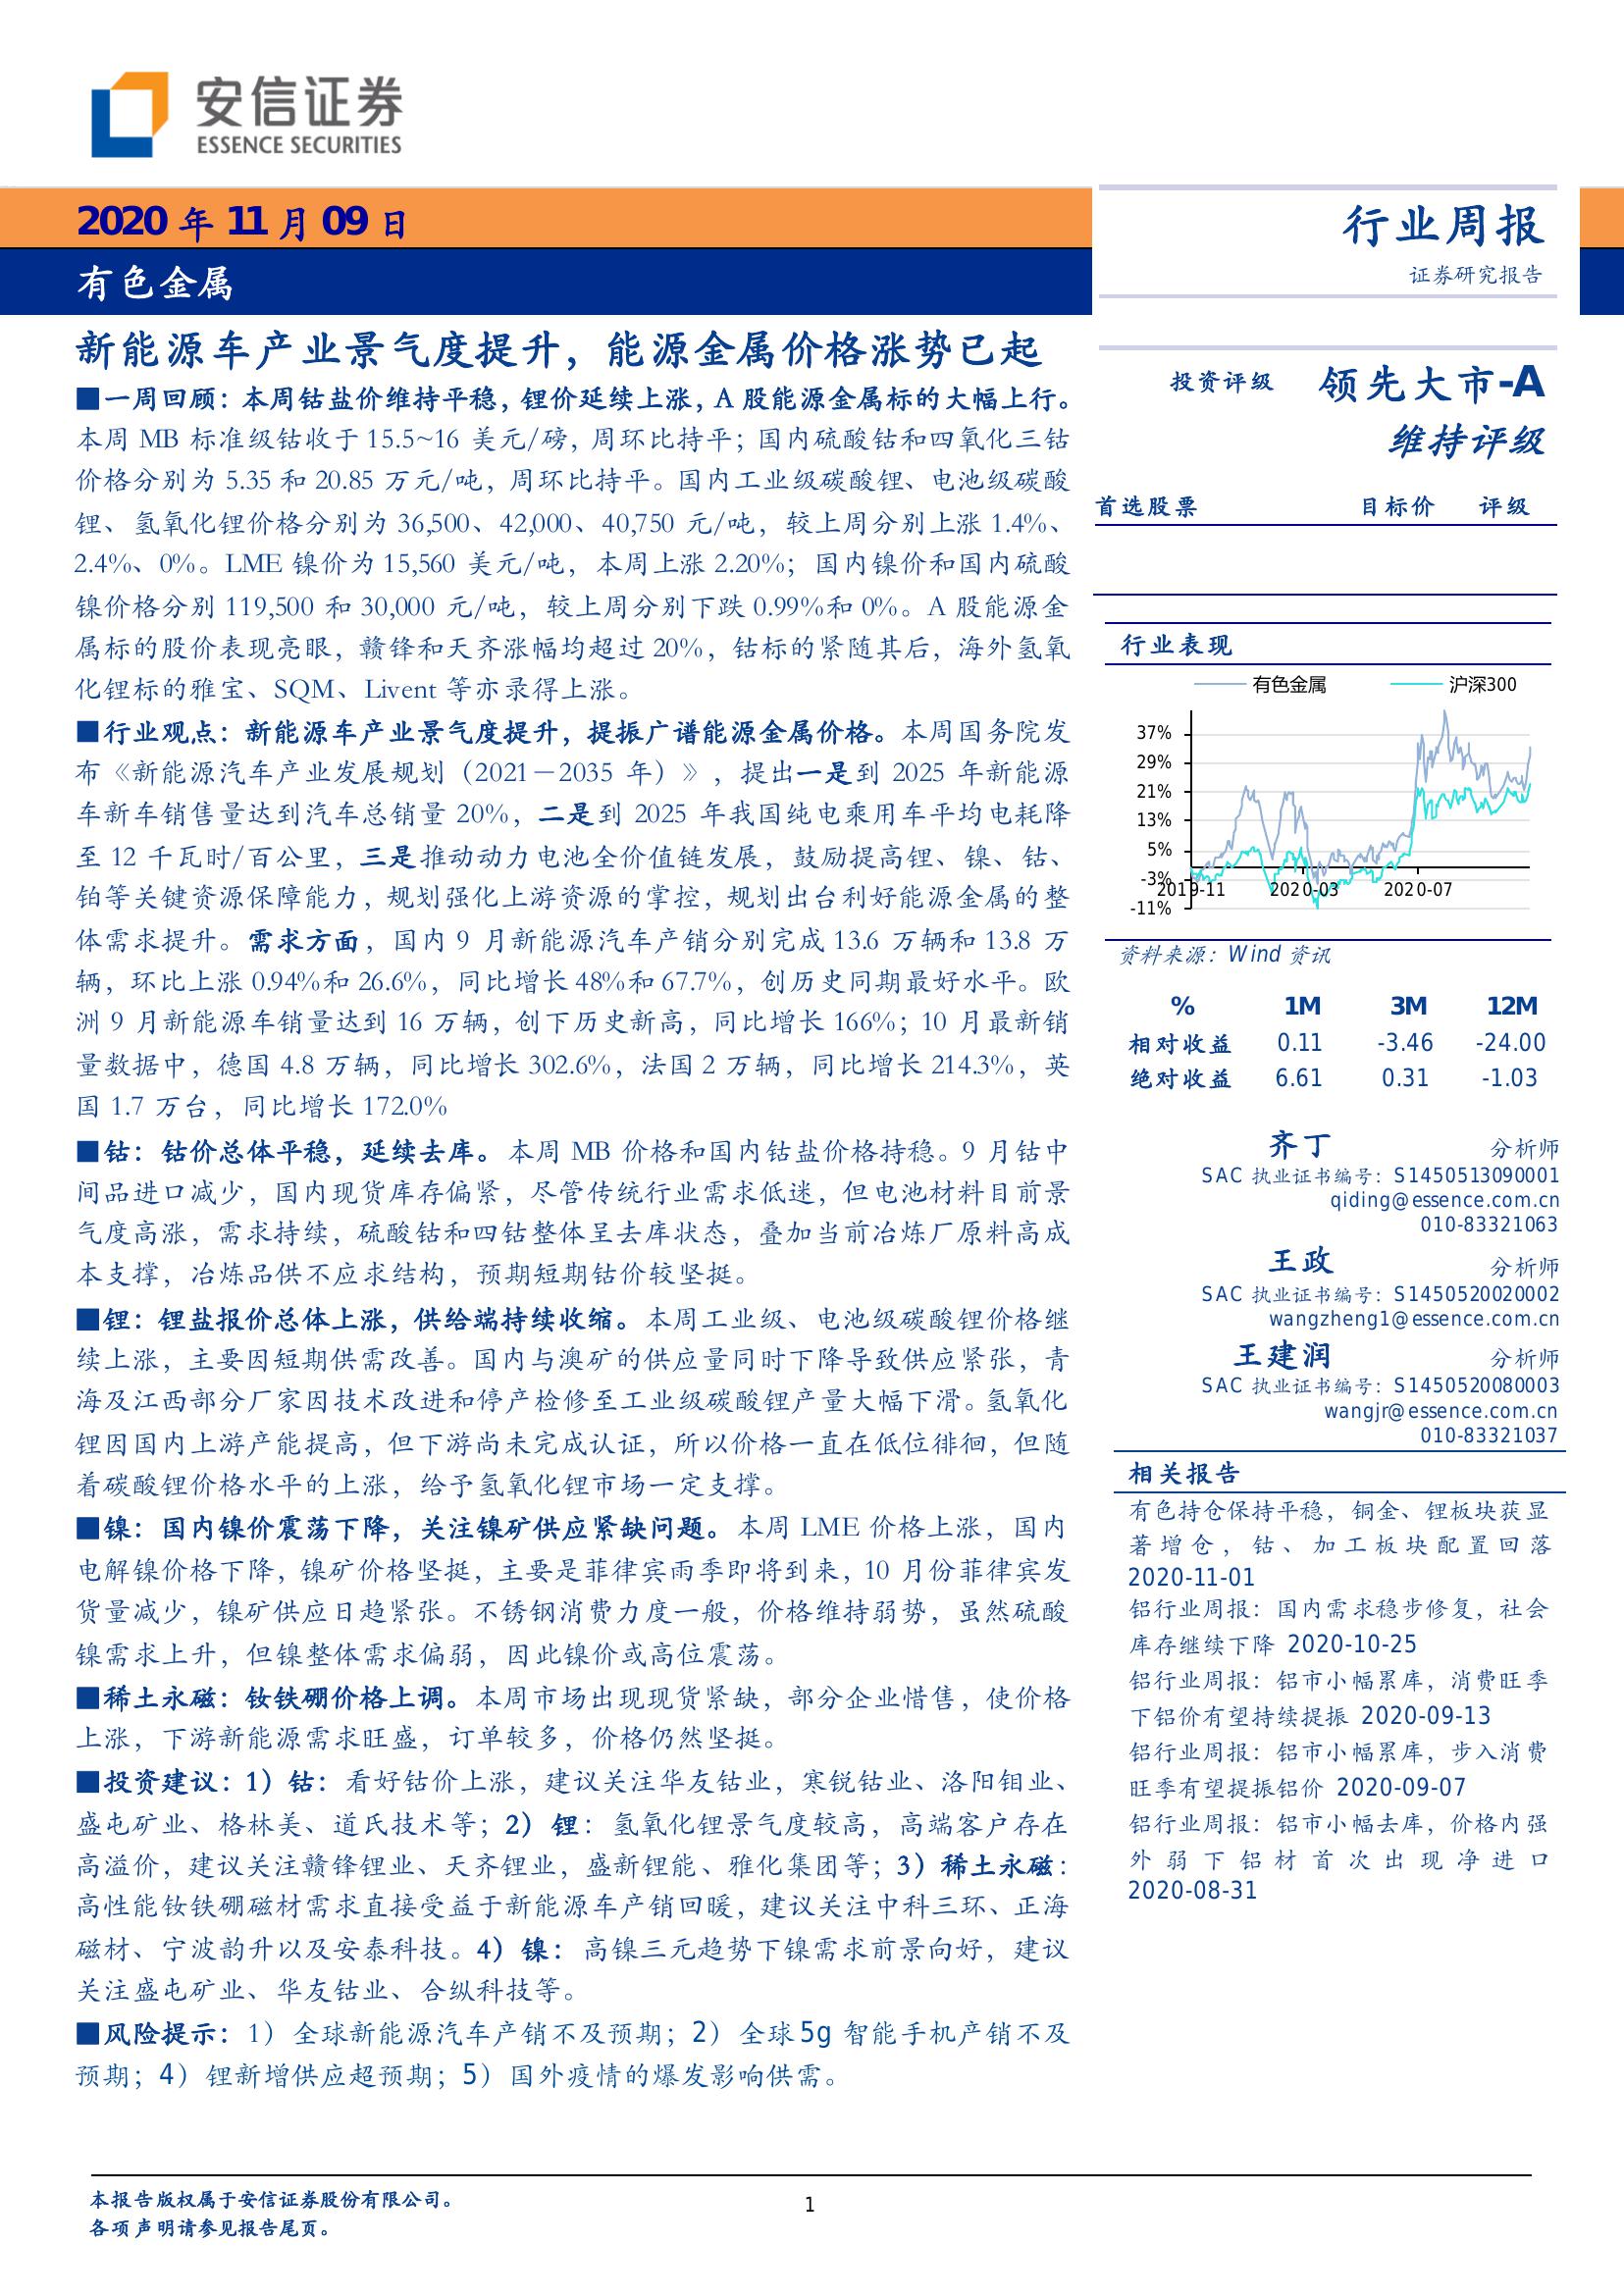 安信证券
ESSENCE SECURITIES
2020 年 11 月 09 日
有色金属
行业周报
证券研究报告
新能源车产业景气度提升，能源金属价格涨势已起
■一周回顾：本周钴盐价维持平稳，锂价延续上涨，A 股能源金属标的大幅上行。
本周 MB 标准级钴收于 15.5~16 美元/磅，周环比持平；国内硫酸钴和四氧化三钴
价格分别为 5.35 和 20.85 万元/吨，周环比持平。国内工业级碳酸锂、电池级碳酸
锂、氢氧化锂价格分别为 36,500、42,000、40,750 元/吨，较上周分别上涨 1.4%、
2.4%、0%。LME 镍价为 15,560 美元/吨，本周上涨 2.20%；国内镍价和国内硫酸
镍价格分别 119,500 和 30,000 元/吨，较上周分别下跌 0.99%和 0%。A 股能源金
属标的股价表现亮眼，赣锋和天齐涨幅均超过 20%，钴标的紧随其后，海外氢氧
化锂标的雅宝、SQM、Livent 等亦录得上涨。
■行业观点：新能源车产业景气度提升，提振广谱能源金属价格。本周国务院发
布《新能源汽车产业发展规划（2021－2035 年）》，提出一是到 2025 年新能源
车新车销售量达到汽车总销量 20%，二是到 2025 年我国纯电乘用车平均电耗降
至 12 千瓦时/百公里，三是推动动力电池全价值链发展，鼓励提高锂、镍、钴、
铂等关键资源保障能力，规划强化上游资源的掌控，规划出台利好能源金属的整
体需求提升。需求方面，国内 9 月新能源汽车产销分别完成 13.6 万辆和 13.8 万
辆，环比上涨 0.94%和 26.6%，同比增长 48%和 67.7%，创历史同期最好水平。欧
洲 9 月新能源车销量达到 16 万辆，创下历史新高，同比增长 166%；10 月最新销
量数据中，德国 4.8 万辆，同比增长 302.6%，法国 2 万辆，同比增长 214.3%，英
国 1.7 万台，同比增长 172.0%
■钴：钴价总体平稳，延续去库。本周 MB 价格和国内钴盐价格持稳。9 月钴中
间品进口减少，国内现货库存偏紧，尽管传统行业需求低迷，但电池材料目前景
气度高涨，需求持续，硫酸钴和四钴整体呈去库状态，叠加当前冶炼厂原料高成
本支撑，冶炼品供不应求结构，预期短期钴价较坚挺。
■锂：锂盐报价总体上涨，供给端持续收缩。本周工业级、电池级碳酸锂价格继
续上涨，主要因短期供需改善。国内与澳矿的供应量同时下降导致供应紧张，青
海及江西部分厂家因技术改进和停产检修至工业级碳酸锂产量大幅下滑。氢氧化
锂因国内上游产能提高，但下游尚未完成认证，所以价格一直在低位徘徊，但随
着碳酸锂价格水平的上涨，给予氢氧化锂市场一定支撑。
■镍：国内镍价震荡下降，关注镍矿供应紧缺问题。本周 LME 价格上涨，国内
电解镍价格下降，镍矿价格坚挺，主要是菲律宾雨季即将到来，10 月份菲律宾发
货量减少，镍矿供应日趋紧张。不锈钢消费力度一般，价格维持弱势，虽然硫酸
镍需求上升，但镍整体需求偏弱，因此镍价或高位震荡。
■稀土永磁：钕铁硼价格上调。本周市场出现现货紧缺，部分企业惜售，使价格
上涨，下游新能源需求旺盛，订单较多，价格仍然坚挺。
■投资建议：1）钴：看好钴价上涨，建议关注华友钴业，寒锐钴业、洛阳钼业、
盛屯矿业、格林美、道氏技术等；2）锂：氢氧化锂景气度较高，高端客户存在
高溢价，建议关注赣锋锂业、天齐锂业，盛新锂能、雅化集团等；3）稀土永磁：
高性能钕铁硼磁材需求直接受益于新能源车产销回暖，建议关注中科三环、正海
磁材、宁波韵升以及安泰科技。4）镍：高镍三元趋势下镍需求前景向好，建议
关注盛屯矿业、华友钴业、合纵科技等。
■风险提示：1）全球新能源汽车产销不及预期；2）全球 5g 智能手机产销不及
预期；4）锂新增供应超预期；5）国外疫情的爆发影响供需。
投资评级 领先大市-A
维持评级
首选股票 目标价 评级
行业表现
有色金属 沪深300
37%
29%
21%
13%
5%
-3%
-11%
2019-11 2020-03 2020-07
资料来源：Wind 资讯
% 1M 3M 12M
相对收益 0.11 -3.46 -24.00
绝对收益 6.61 0.31 -1.03
齐丁 分析师
SAC 执业证书编号：S1450513090001
qiding@essence.com.cn
010-83321063
王政 分析师
SAC 执业证书编号：S1450520020002
wangzheng1@essence.com.cn
王建润 分析师
SAC 执业证书编号：S1450520080003
wangjr@essence.com.cn
010-83321037
相关报告
有色持仓保持平稳，铜金、锂板块获显
著增仓，钴、加工板块配置回落
2020-11-01
铝行业周报：国内需求稳步修复，社会
库存继续下降 2020-10-25
铝行业周报：铝市小幅累库，消费旺季
下铝价有望持续提振 2020-09-13
铝行业周报：铝市小幅累库，步入消费
旺季有望提振铝价 2020-09-07
铝行业周报：铝市小幅去库，价格内强
外弱下铝材首次出现净进口
2020-08-31
本报告版权属于安信证券股份有限公司。
各项声明请参见报告尾页。
1